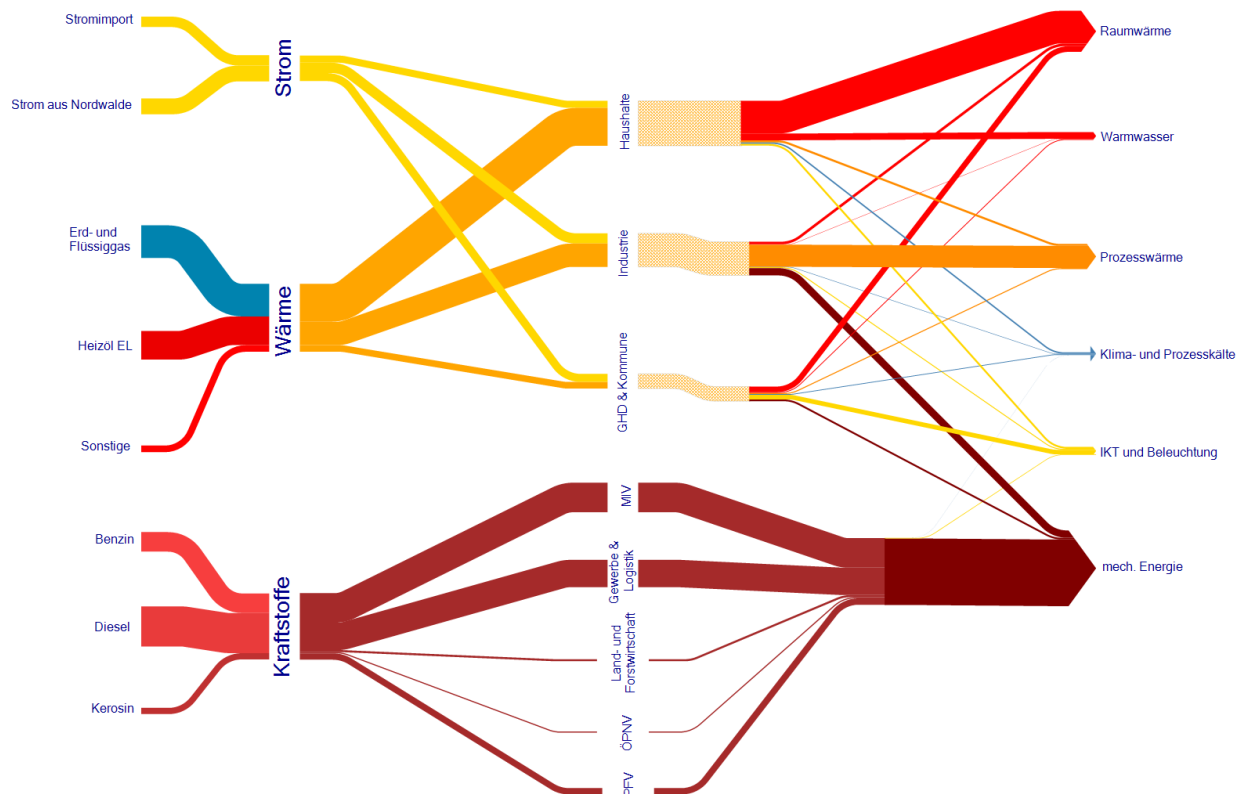 Stromimport
Strom aus Nordwalde
Erd- und
Flüssiggas
Heizöl EL
Sonstige
Benzin
Diesel
Kerosin
Strom
Wärme
Kraftstoffe
Haushalte
Industrie
GHD & Kommune
MIV
Gewerbe &
Logistik
Land- und
Forstwirtschaft
ÖPNV
PFV
Raumwärme
Warmwasser
Prozesswärme
Klima- und Prozesskälte
IKT und Beleuchtung
mech. Energie